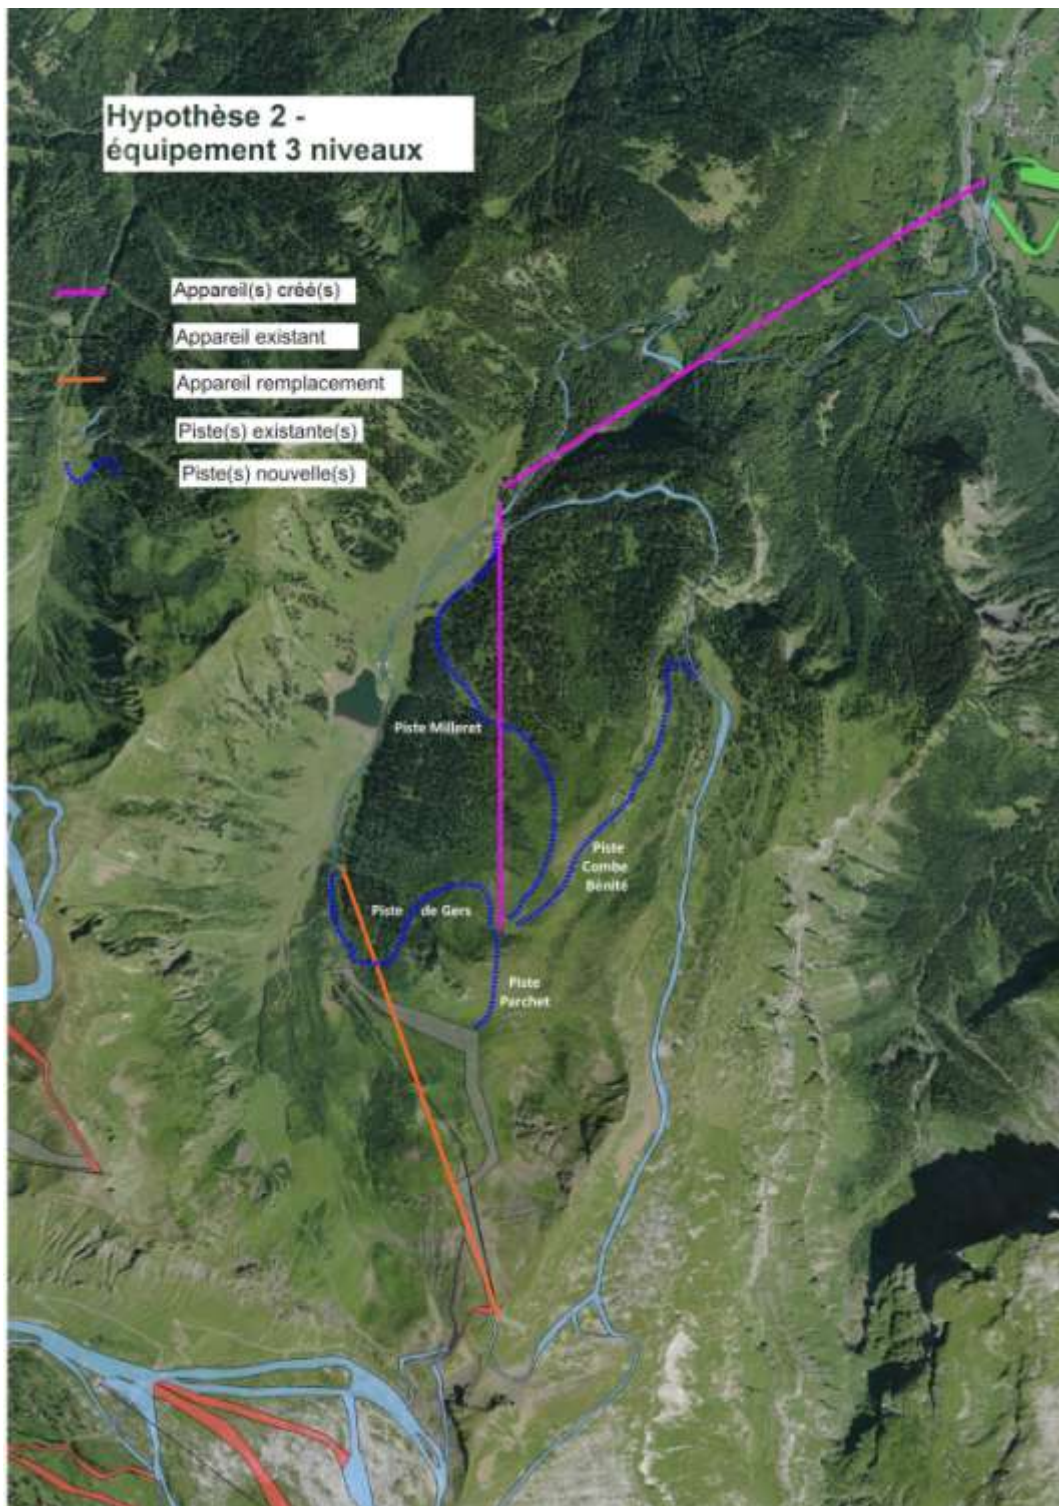 Hypothèse 2 -
équipement 3 niveaux
Appareil(s) créé(s)
Appareil existant
Appareil remplacement
Piste(s) existante(s)
Piste(s) nouvelle(s)
Piste Milleret
Piste
Combe
Bénité
Piste de Gers
Piste
Parchet